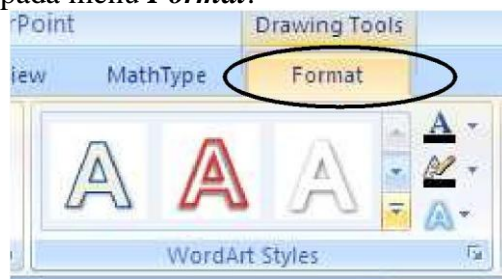 pada menu Format.
Point Drawing Tools
iew MathType Format
A A A A
WordArt Styles